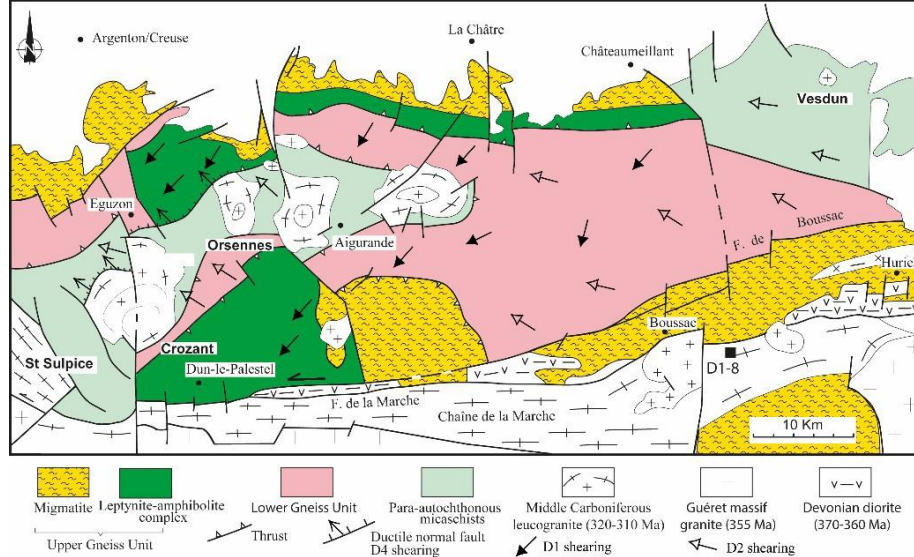 N
Argenton/Creuse
La Châtre
Châteaumeillant
Vesdun
Eguzon
Orsennes
Aigurande
F. de Boussac
Huriel
St Sulpice
Crozant
Dun-le-Palestel
Boussac
D1-8
F. de la Marche
Chaîne de la Marche
10 Km
Migmatite
Leptynite-amphibolite
complex
Upper Gneiss Unit
Lower Gneiss Unit
Para-autochthonous
micaschists
Middle Carboniferous
leucogranite (320-310 Ma)
Guéret massif
granite (355 Ma)
Devonian diorite
(370-360 Ma)
Thrust
Ductile normal fault
D4 shearing
D1 shearing
D2 shearing